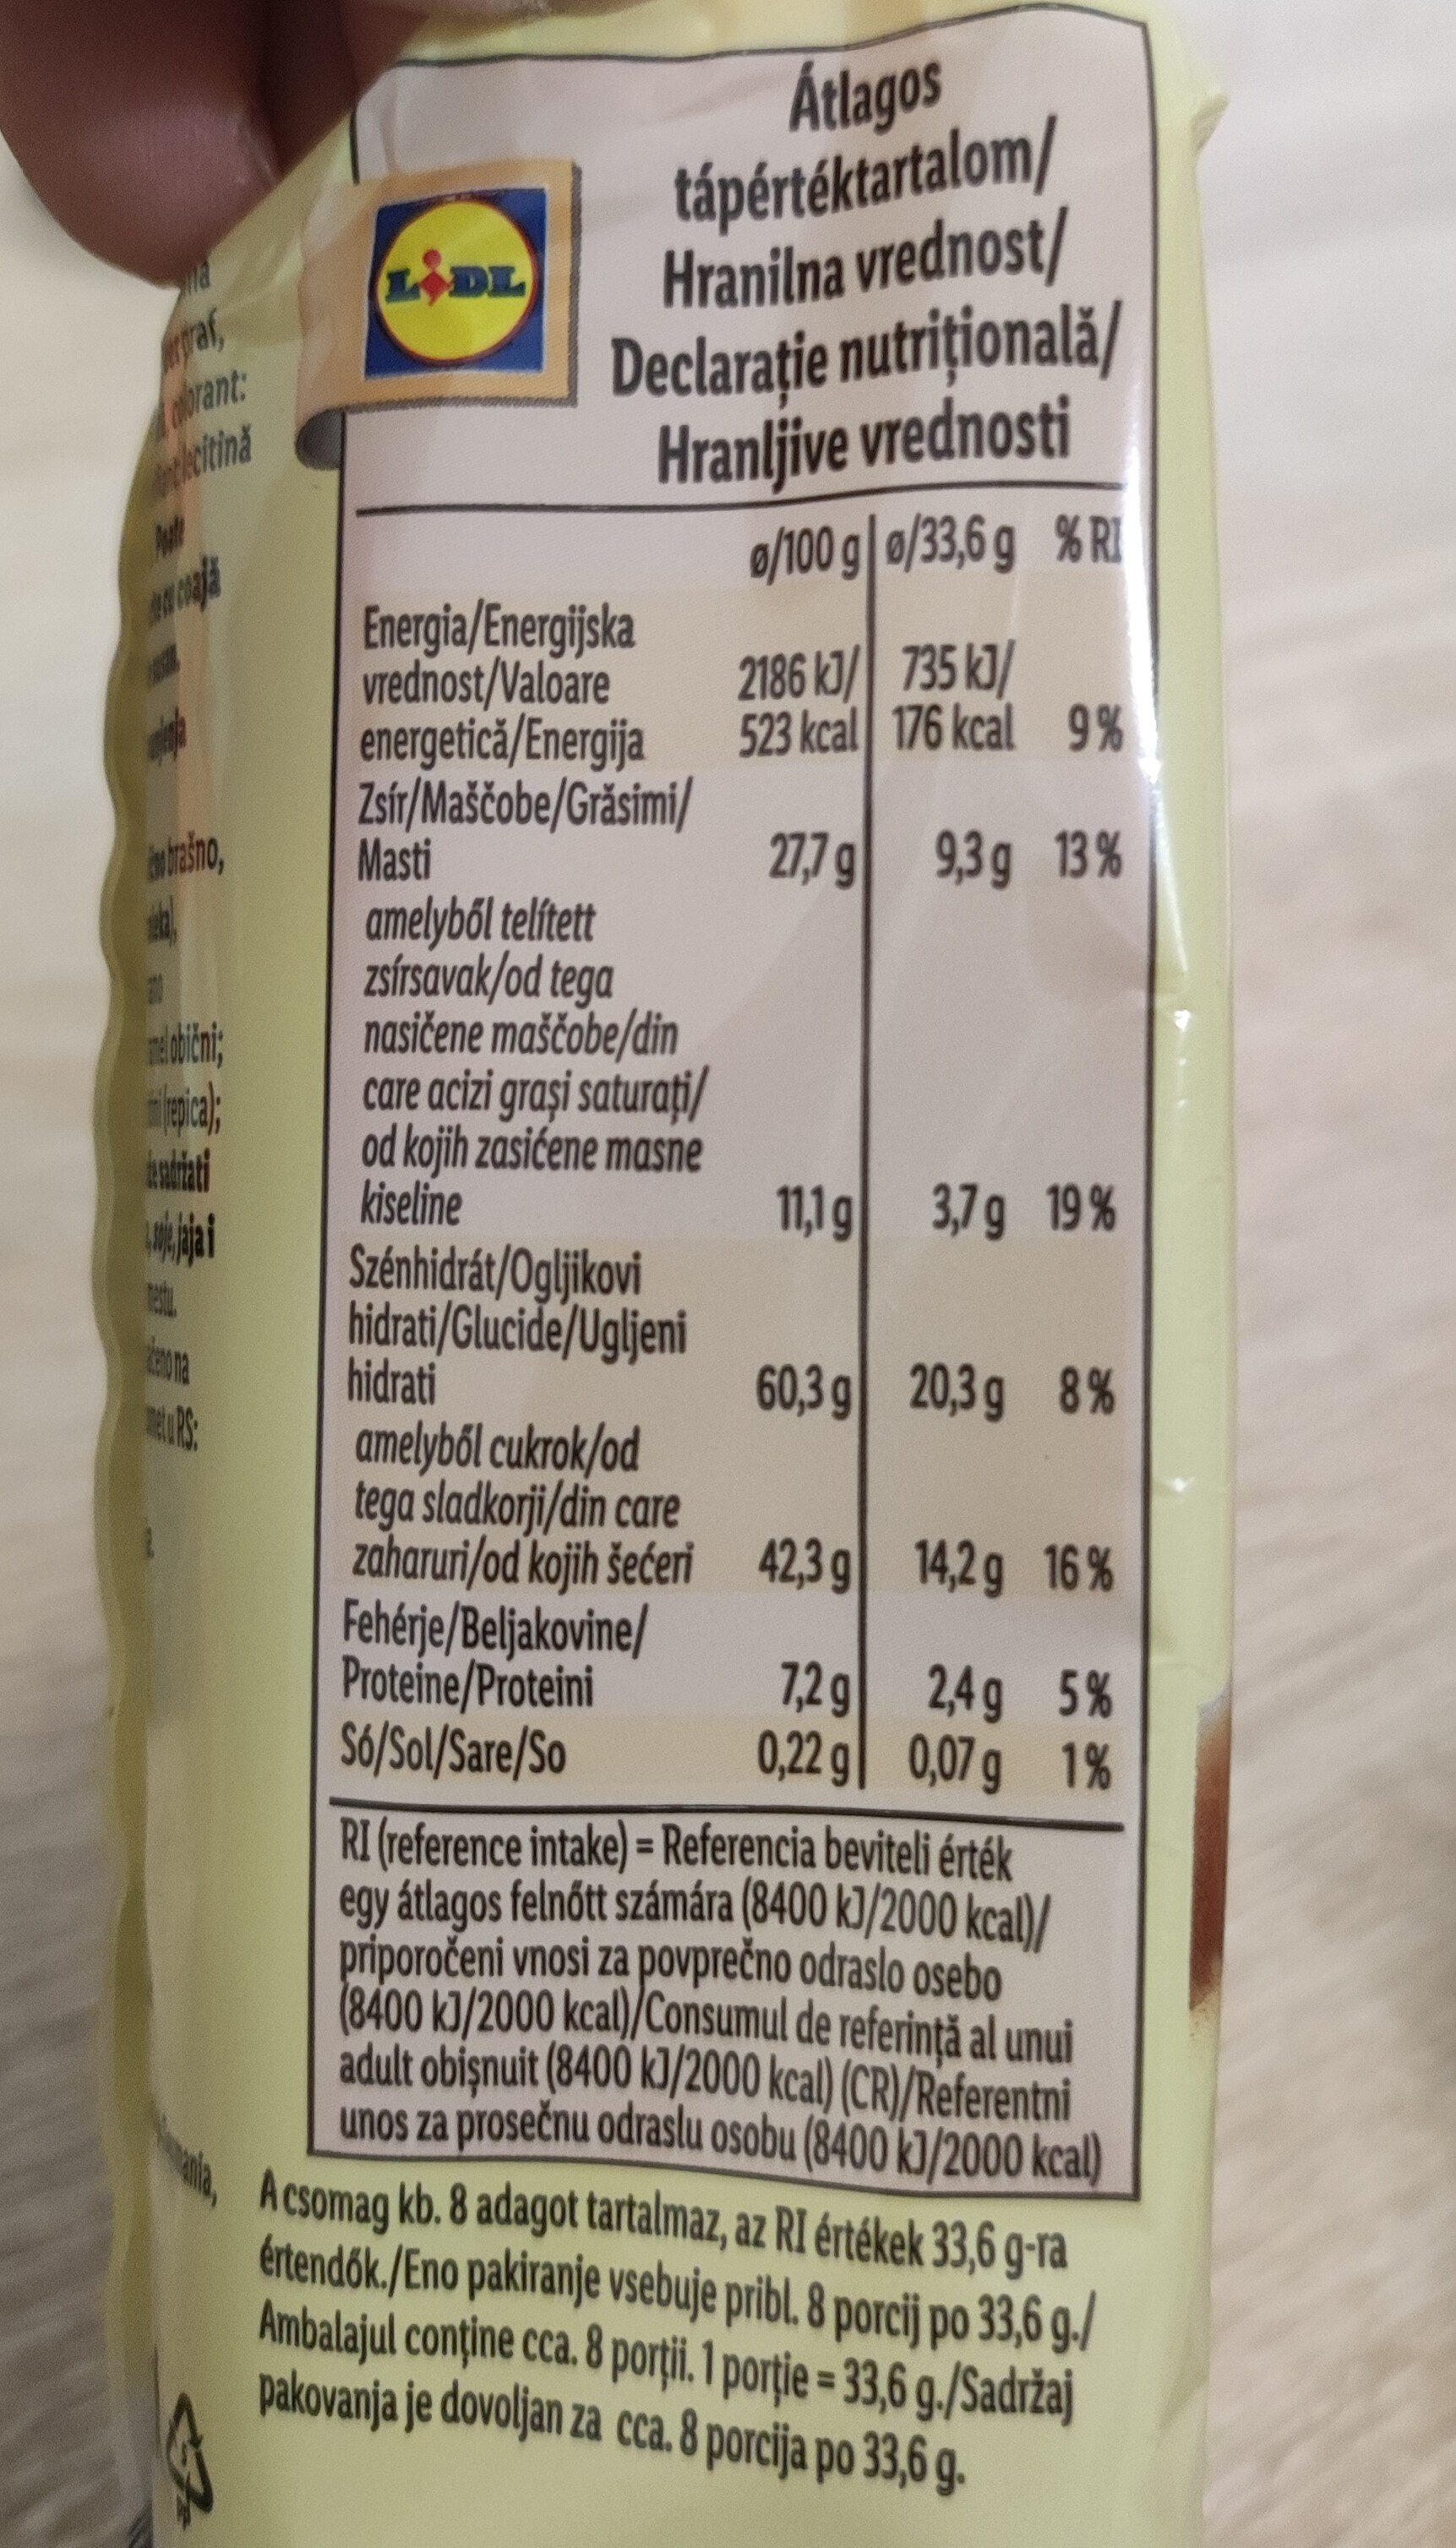 LIDL
Átlagos
tápértéktartalom/
Hranilna vrednost/
Declarație nutrițională/
Hranljive vrednosti
ø/100 g ø/33,6 g % RI
Energia/Energijska
vrednost/Valoare 2186 kJ/ 735 kJ/
energetică/Energija 523 kcal 176 kcal 9 %
Zsír/Maščobe/Grăsimi/
Masti 27,7 g 9,3 g 13 %
amelyből telített
zsírsavak/od tega
nasičene maščobe/din
care acizi grași saturați/
od kojih zasićene masne
kiseline 11,1 g 3,7 g 19 %
Szénhidrát/Ogljikovi
hidrati/Glucide/Ugljeni
hidrati 60,3 g 20,3 g 8 %
amelyből cukrok/od
tega sladkorji/din care
zaharuri/od kojih šećeri 42,3 g 14,2 g 16 %
Fehérje/Beljakovine/
Proteine/Proteini 7,2 g 2,4 g 5 %
Só/Sol/Sare/So 0,22 g 0,07 g 1 %
RI (reference intake) = Referencia beviteli érték
egy átlagos felnőtt számára (8400 kJ/2000 kcal)/
priporočeni vnosi za povprečno odraslo osebo
(8400 kJ/2000 kcal)/Consumul de referință al unui
adult obișnuit (8400 kJ/2000 kcal) (CR)/Referentni
unos za prosečnu odraslu osobu (8400 kJ/2000 kcal)
A csomag kb. 8 adagot tartalmaz, az RI értékek 33,6 g-ra
értendők./Eno pakiranje vsebuje pribl. 8 porcij po 33,6 g./
Ambalajul conține cca. 8 porții. 1 porție = 33,6 g./Sadržaj
pakovanja je dovoljan za cca. 8 porcija po 33,6 g.